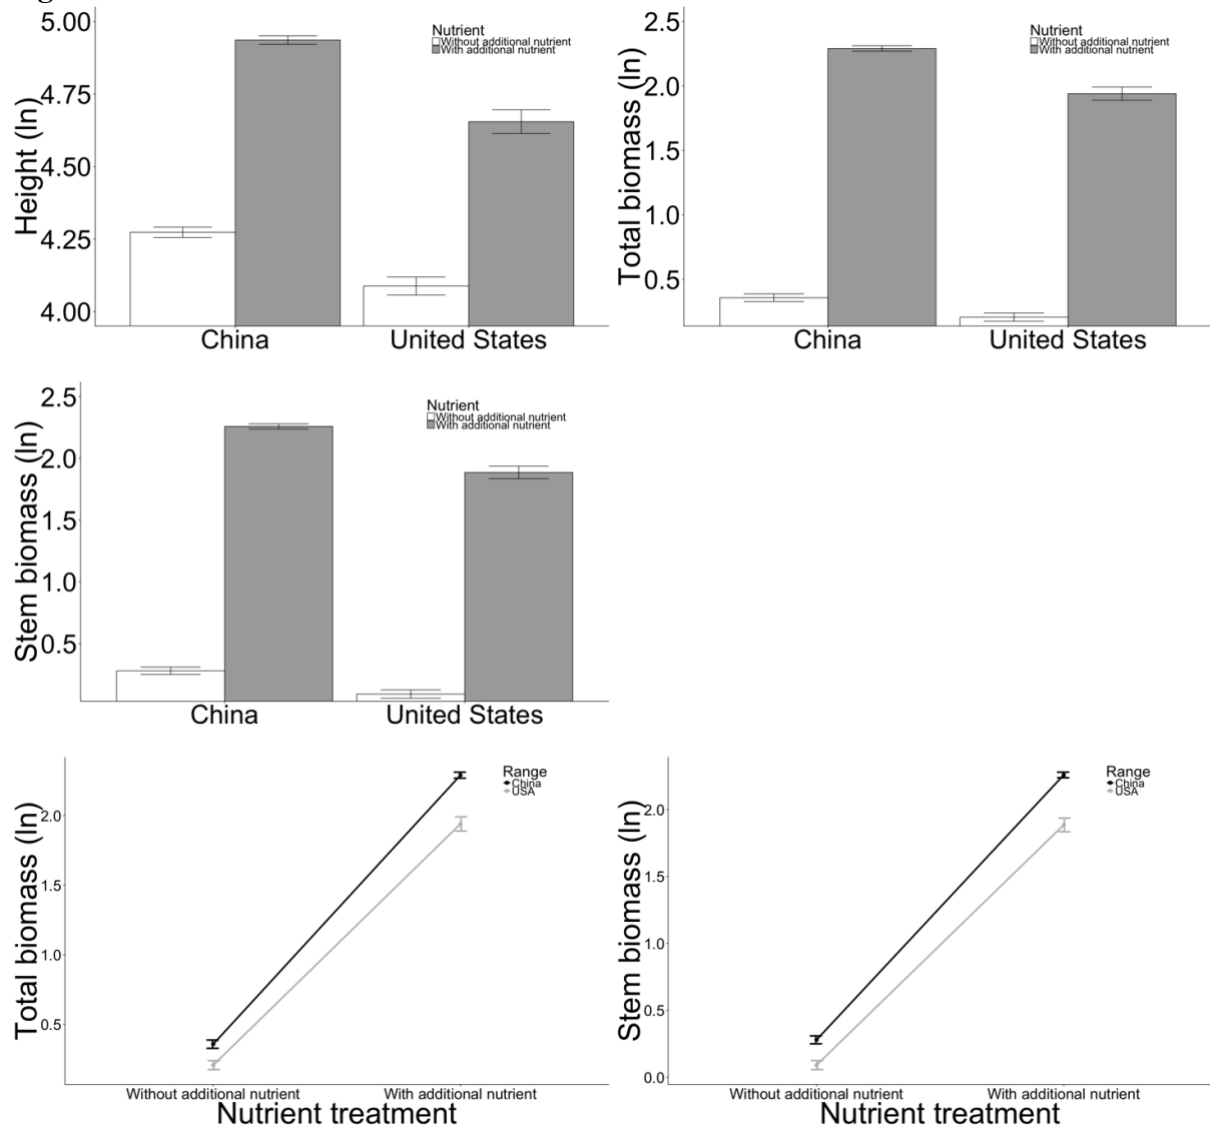 5.00
4.75
4.50
4.25
4.00
Height (ln)
Nutrient
Without additional nutrient
With additional nutrient
China
United States
2.5
2.0
1.5
1.0
0.5
Total biomass (ln)
Nutrient
Without additional nutrient
With additional nutrient
China
United States
2.5
2.0
1.5
1.0
0.5
Stem biomass (ln)
Nutrient
Without additional nutrient
With additional nutrient
China
United States
2.0
1.5
1.0
0.5
Total biomass (ln)
Range
China
USA
Without additional nutrient
With additional nutrient
Nutrient treatment
2.0
1.5
1.0
0.5
0.0
Stem biomass (ln)
Range
China
USA
Without additional nutrient
With additional nutrient
Nutrient treatment